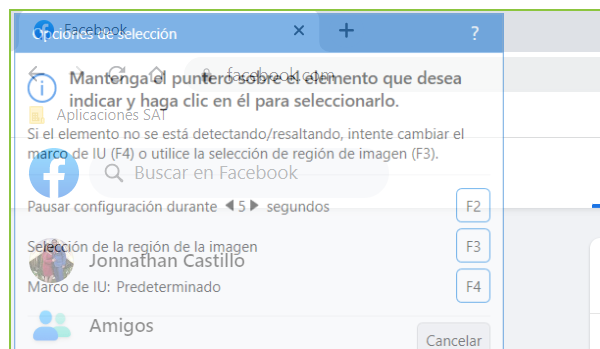 Facebook
Opciones de selección ?
facebook.com
Mantenga el puntero sobre el elemento que desea
indicar y haga clic en él para seleccionarlo.
Aplicaciones SAT
Si el elemento no se está detectando/resaltando, intente cambiar el
marco de IU (F4) o utilice la selección de región de imagen (F3).
Buscar en Facebook
Pausar configuración durante 5 segundos F2
Selección de la región de la imagen F3
Jonnathan Castillo
Marco de IU: Predeterminado F4
Amigos
Cancelar